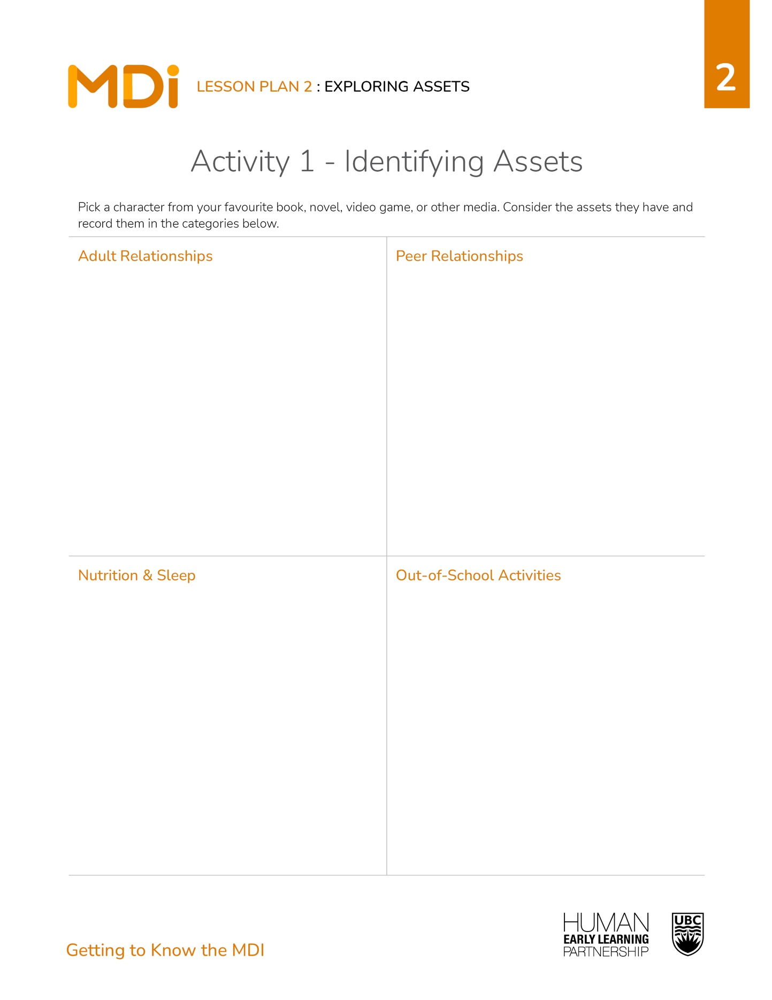 MDi
LESSON PLAN 2 : EXPLORING ASSETS
2
Activity 1 - Identifying Assets
Pick a character from your favourite book, novel, video game, or other media. Consider the assets they have and
record them in the categories below.
Adult Relationships
Peer Relationships
Nutrition & Sleep
Out-of-School Activities
Getting to Know the MDI
HUMAN
EARLY LEARNING
PARTNERSHIP
UBC